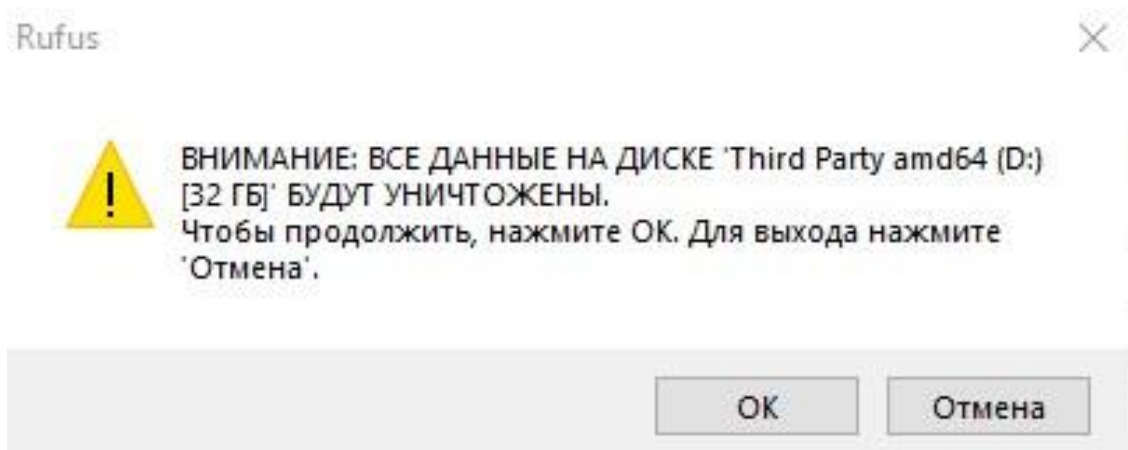 Rufus
ВНИМАНИЕ: ВСЕ ДАННЫЕ НА ДИСКЕ 'Third Party amd64 (D:)
[32 ГБ]' БУДУТ УНИЧТОЖЕНЫ.
Чтобы продолжить, нажмите ОК. Для выхода нажмите
'Отмена'.
ОК
Отмена